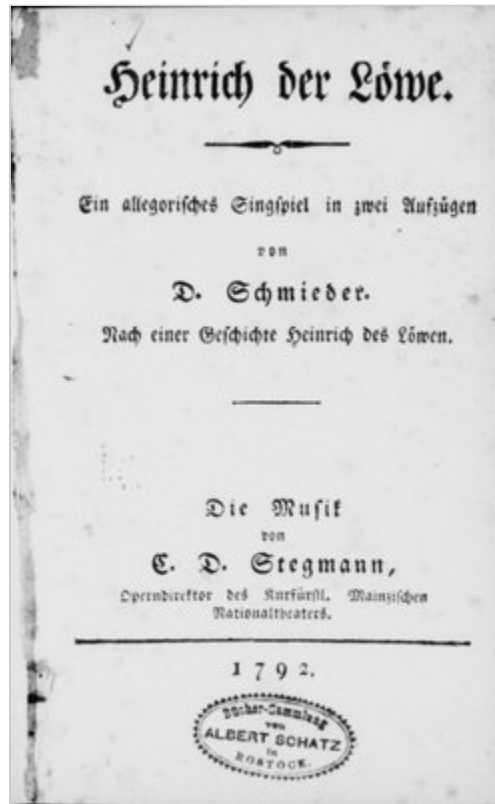 Heinrich der Löwe.
Ein allegorisches Singspiel in zwei Aufzügen
von
D. Schmieder.
Nach einer Geschichte Heinrich des Löwen.
Die Musik
von
C. D. Stegmann,
Operndirektor des Kurfürstl. Mainzischen
Nationaltheaters.
1792.
Bücher-Sammlung
von
ALBERT SCHATZ
in
ROSTOCK.